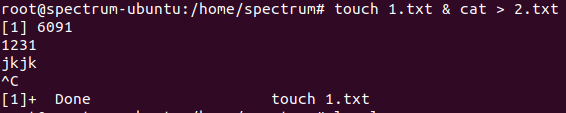 root@spectrum-ubuntu:/home/spectrum# touch 1.txt & cat > 2.txt
[1] 6091
1231
jkjk
^C
[1]+  Done                    touch 1.txt